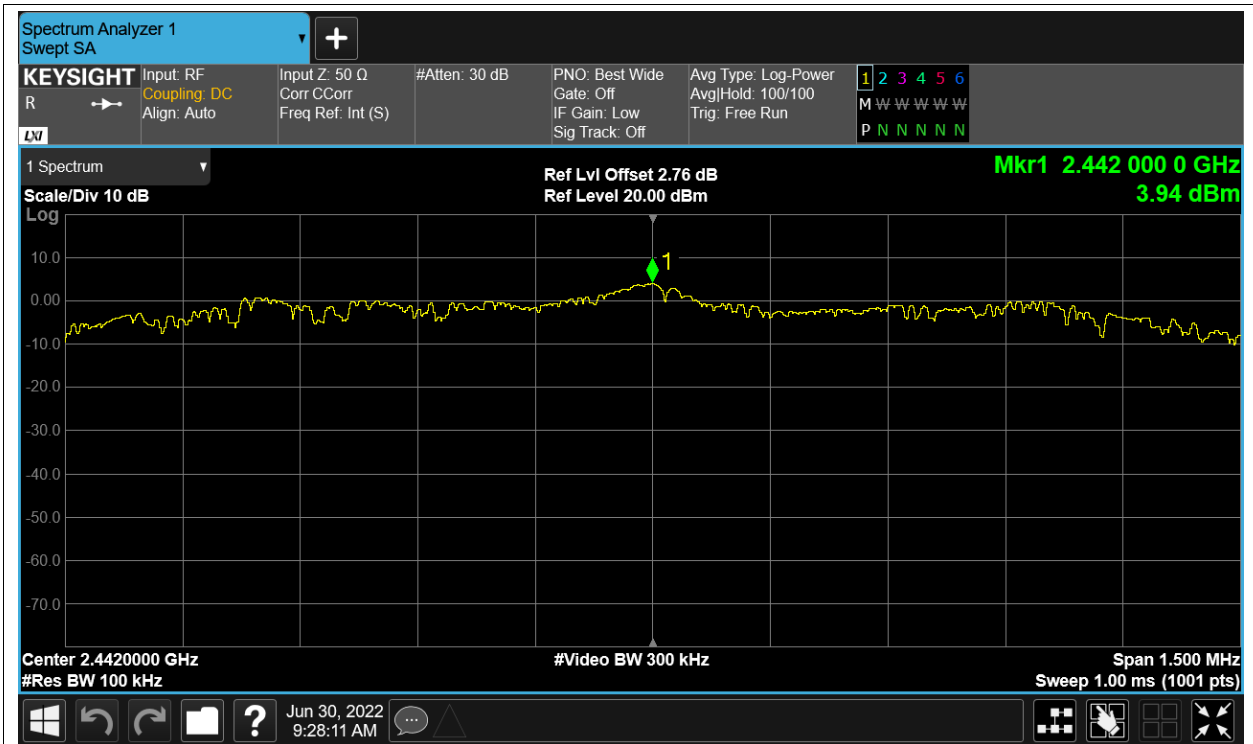 Spectrum Analyzer 1
Swept SA
KEYSIGHT
R
LXI
Input: RF
Coupling: DC
Align: Auto
Input Z: 50 Ω
Corr CCorr
Freq Ref: Int (S)
#Atten: 30 dB
PNO: Best Wide
Gate: Off
IF Gain: Low
Sig Track: Off
Avg Type: Log-Power
Avg|Hold: 100/100
Trig: Free Run
1 2 3 4 5 6
M W W W W W
P N N N N N
1 Spectrum
Scale/Div 10 dB
Log
Ref Lvl Offset 2.76 dB
Ref Level 20.00 dBm
Mkr1 2.442 000 0 GHz
3.94 dBm
1
10.0
0.00
-10.0
-20.0
-30.0
-40.0
-50.0
-60.0
-70.0
Center 2.4420000 GHz
#Res BW 100 kHz
#Video BW 300 kHz
Span 1.500 MHz
Sweep 1.00 ms (1001 pts)
?
Jun 30, 2022
9:28:11 AM